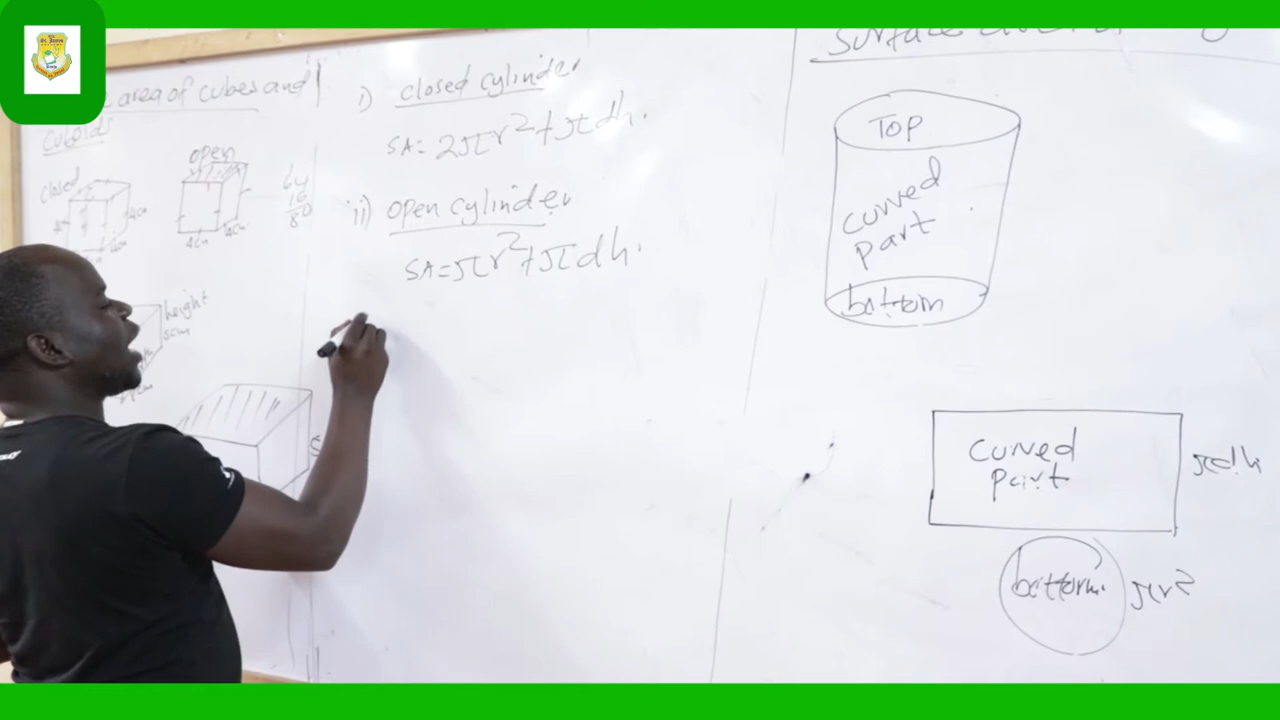 area of cubes and
cuboids
closed
open
4cm
4cm
4cm
64
16
80
height
5cm
i) closed cylinder
SA= 2πr²+πdh.
ii) open cylinder
SA=πr²+πdh.
Surface
TOP
curved
part
bottom
curved
part
πdh
bottom
πr²